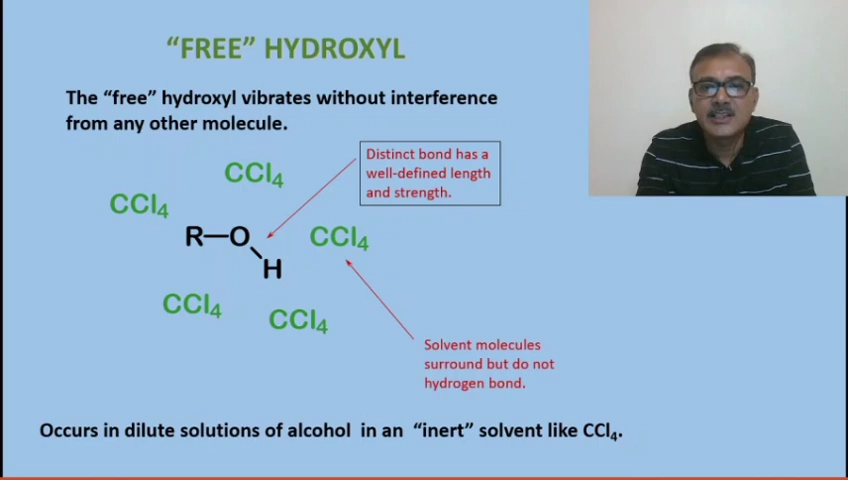 “FREE” HYDROXYL
The “free” hydroxyl vibrates without interference
from any other molecule.
Distinct bond has a
well-defined length
and strength.
CCl₄
CCl₄
R—O
H
CCl₄
CCl₄
CCl₄
Solvent molecules
surround but do not
hydrogen bond.
Occurs in dilute solutions of alcohol in an “inert” solvent like CCl₄.